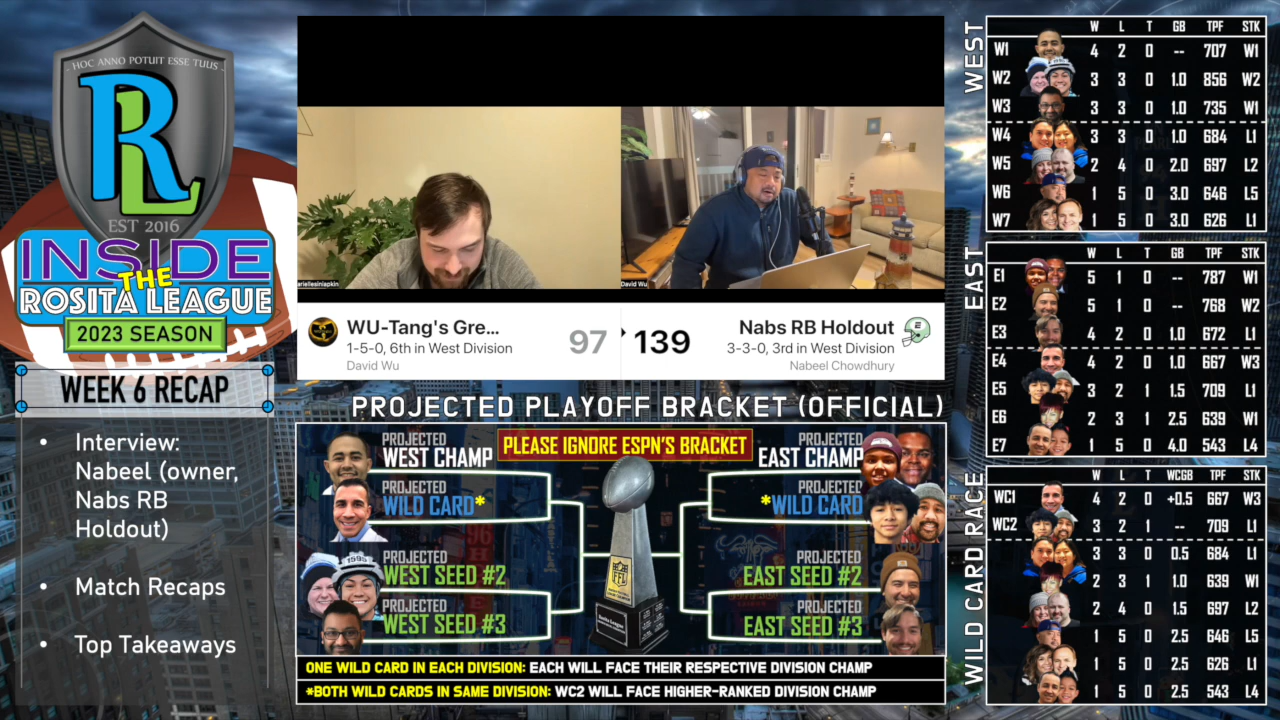 · HOC ANNO POTUIT ESSE TUUS ·
RL
EST 2016
INSIDE
THE
ROSITA LEAGUE
2023 SEASON
WEEK 6 RECAP
• Interview:
Nabeel (owner,
Nabs RB
Holdout)
• Match Recaps
• Top Takeaways
David Wu
WU-Tang's Gre...
1-5-0, 6th in West Division
David Wu
97
139
Nabs RB Holdout
3-3-0, 3rd in West Division
Nabeel Chowdhury
PROJECTED PLAYOFF BRACKET (OFFICIAL)
PLEASE IGNORE ESPN'S BRACKET
PROJECTED
WEST CHAMP
PROJECTED
WILD CARD*
PROJECTED
WEST SEED #2
PROJECTED
WEST SEED #3
PROJECTED
EAST CHAMP
PROJECTED
*WILD CARD
PROJECTED
EAST SEED #2
PROJECTED
EAST SEED #3
ONE WILD CARD IN EACH DIVISION: EACH WILL FACE THEIR RESPECTIVE DIVISION CHAMP
*BOTH WILD CARDS IN SAME DIVISION: WC2 WILL FACE HIGHER-RANKED DIVISION CHAMP
WEST
W L T GB TPF STK
W1 4 2 0 -- 707 W1
W2 3 3 0 1.0 856 W2
W3 3 3 0 1.0 735 W1
W4 3 3 0 1.0 684 L1
W5 2 4 0 2.0 697 L2
W6 1 5 0 3.0 646 L5
W7 1 5 0 3.0 626 L1
EAST
W L T GB TPF STK
E1 5 1 0 -- 787 W1
E2 5 1 0 -- 768 W2
E3 4 2 0 1.0 672 L1
E4 4 2 0 1.0 667 W3
E5 3 2 1 1.5 709 L1
E6 2 3 1 2.5 639 W1
E7 1 5 0 4.0 543 L4
WILD CARD RACE
W L T WCGB TPF STK
WC1 4 2 0 +0.5 667 W3
WC2 3 2 1 -- 709 L1
3 3 0 0.5 684 L1
2 3 1 1.0 639 W1
2 4 0 1.5 697 L2
1 5 0 2.5 646 L5
1 5 0 2.5 626 L1
1 5 0 2.5 543 L4